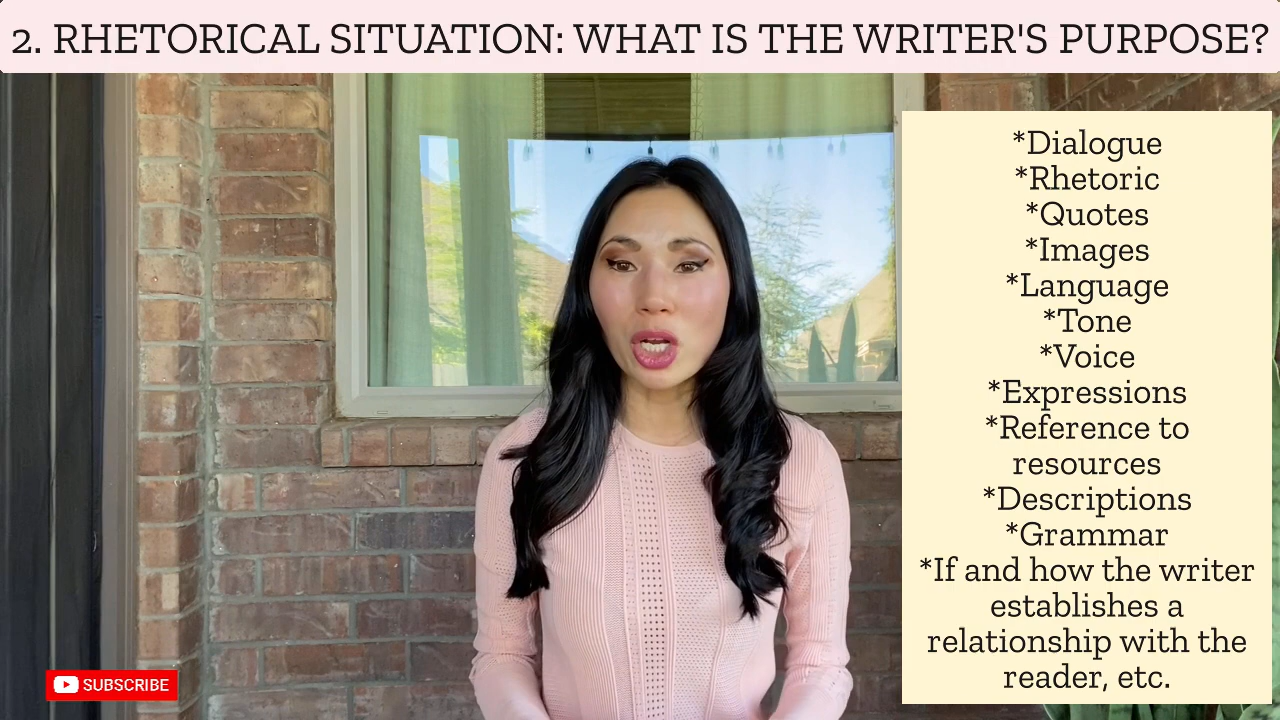 2. RHETORICAL SITUATION: WHAT IS THE WRITER'S PURPOSE?
*Dialogue
*Rhetoric
*Quotes
*Images
*Language
*Tone
*Voice
*Expressions
*Reference to
resources
*Descriptions
*Grammar
*If and how the writer
establishes a
relationship with the
reader, etc.
SUBSCRIBE